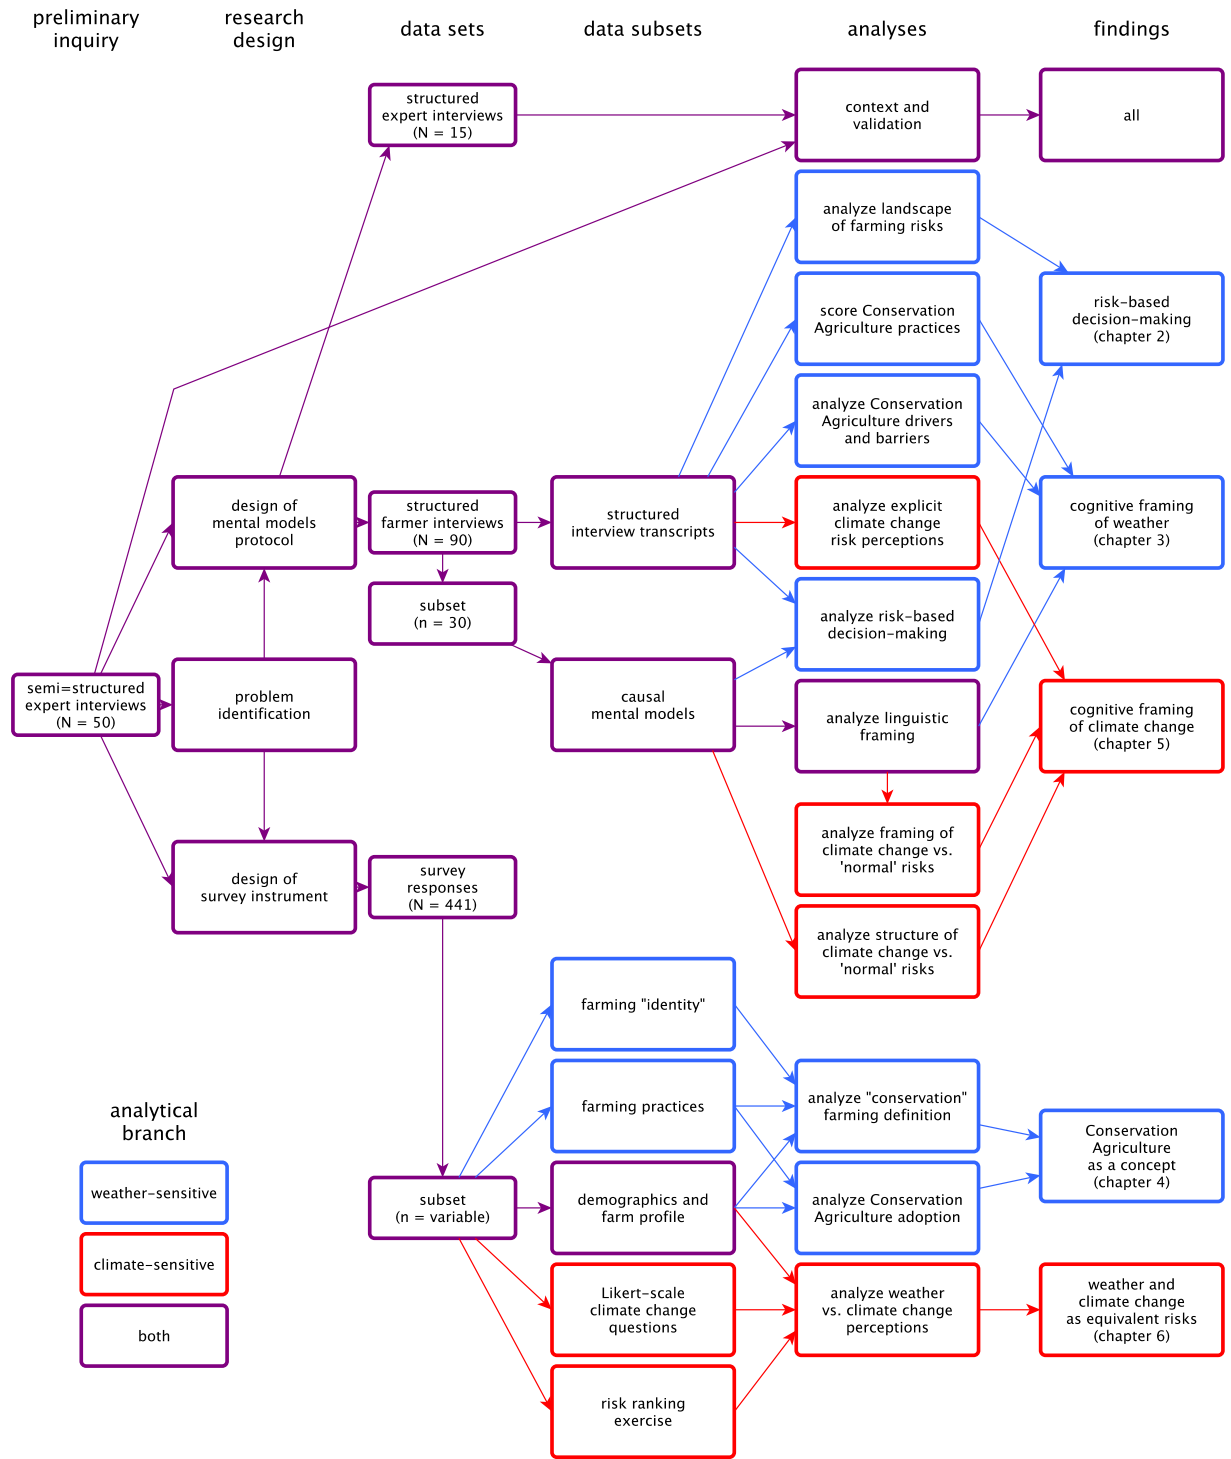 preliminary
inquiry
research
design
data sets
data subsets
analyses
findings
structured
expert interviews
(N = 15)
context and
validation
all
analyze landscape
of farming risks
score Conservation
Agriculture practices
risk-based
decision-making
(chapter 2)
analyze Conservation
Agriculture drivers
and barriers
design of
mental models
protocol
structured
farmer interviews
(N = 90)
structured
interview transcripts
analyze explicit
climate change
risk perceptions
cognitive framing
of weather
(chapter 3)
subset
(n = 30)
analyze risk-based
decision-making
semi=structured
expert interviews
(N = 50)
problem
identification
causal
mental models
analyze linguistic
framing
cognitive framing
of climate change
(chapter 5)
analyze framing of
climate change vs.
'normal' risks
design of
survey instrument
survey
responses
(N = 441)
analyze structure of
climate change vs.
'normal' risks
farming "identity"
farming practices
analyze "conservation"
farming definition
Conservation
Agriculture
as a concept
(chapter 4)
subset
(n = variable)
demographics and
farm profile
analyze Conservation
Agriculture adoption
Likert-scale
climate change
questions
analyze weather
vs. climate change
perceptions
weather and
climate change
as equivalent risks
(chapter 6)
risk ranking
exercise
analytical
branch
weather-sensitive
climate-sensitive
both